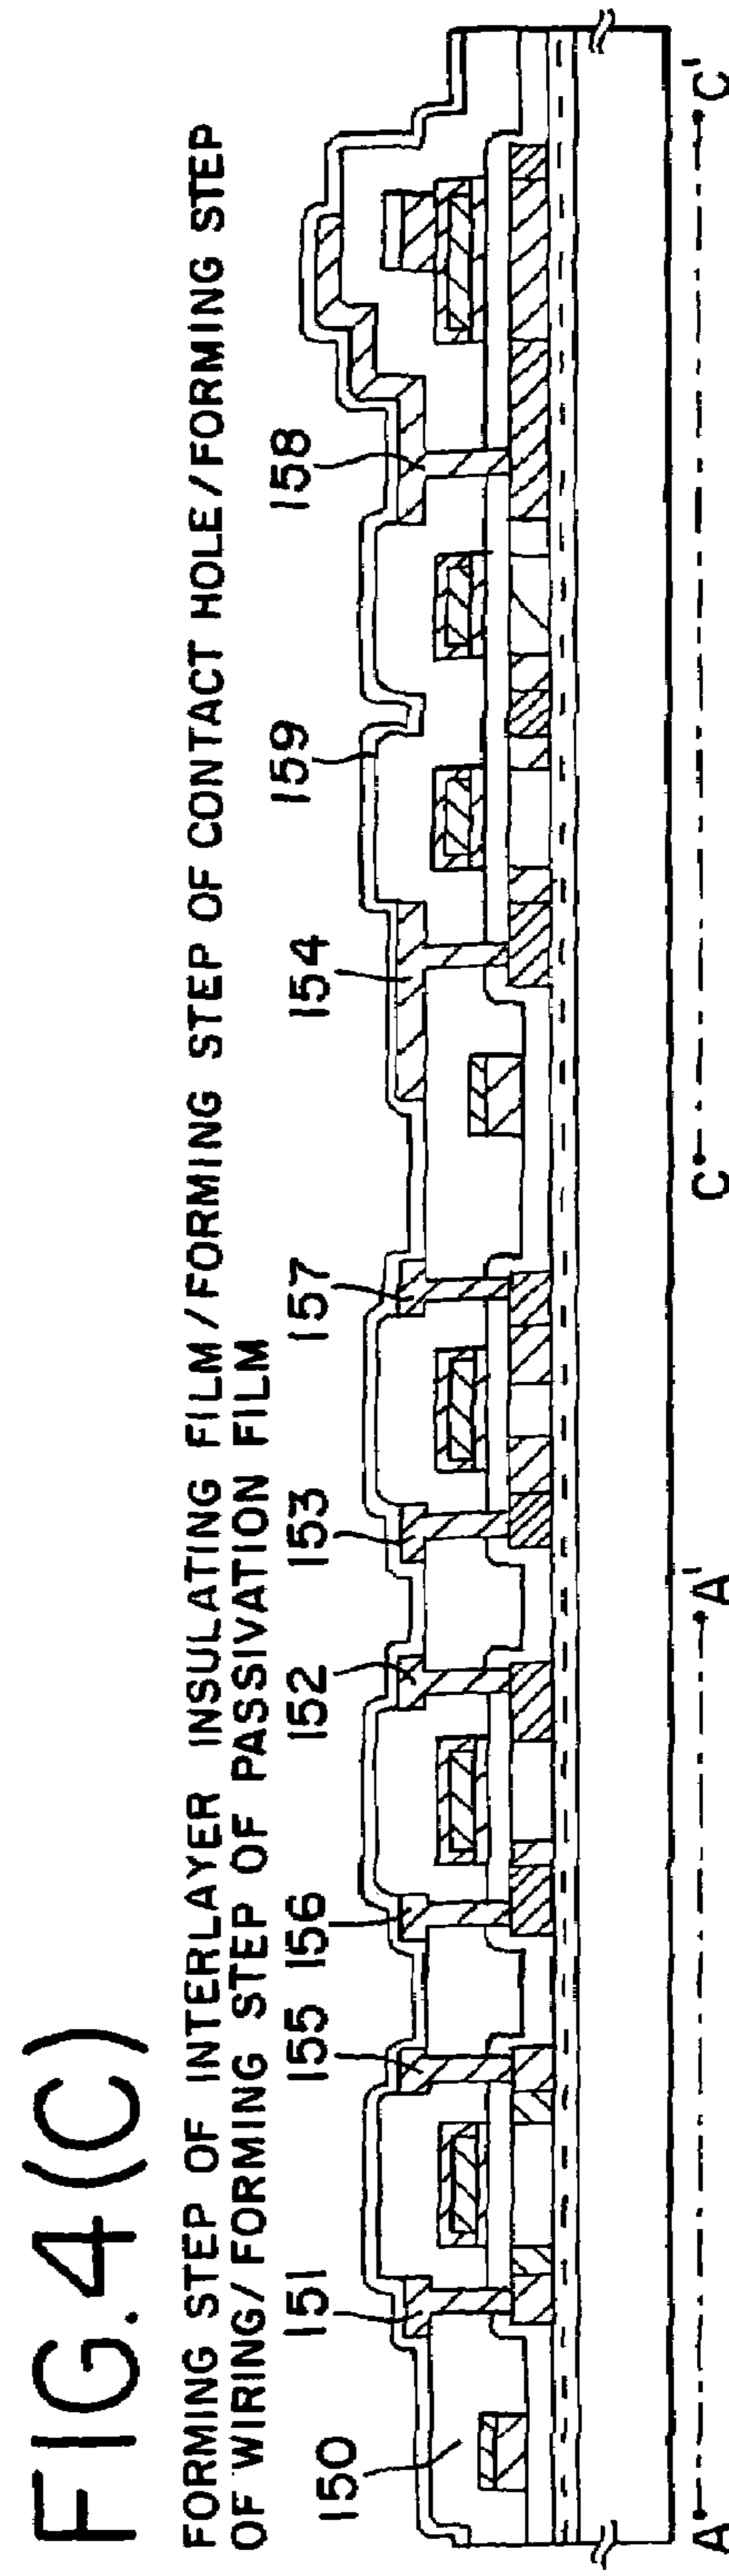 FIG.4(C)
FORMING STEP OF INTERLAYER INSULATING FILM/FORMING STEP OF CONTACT HOLE/FORMING STEP
OF WIRING/FORMING STEP OF PASSIVATION FILM
150 151 155 156 152 153 157 154 159 158
A A' C C'